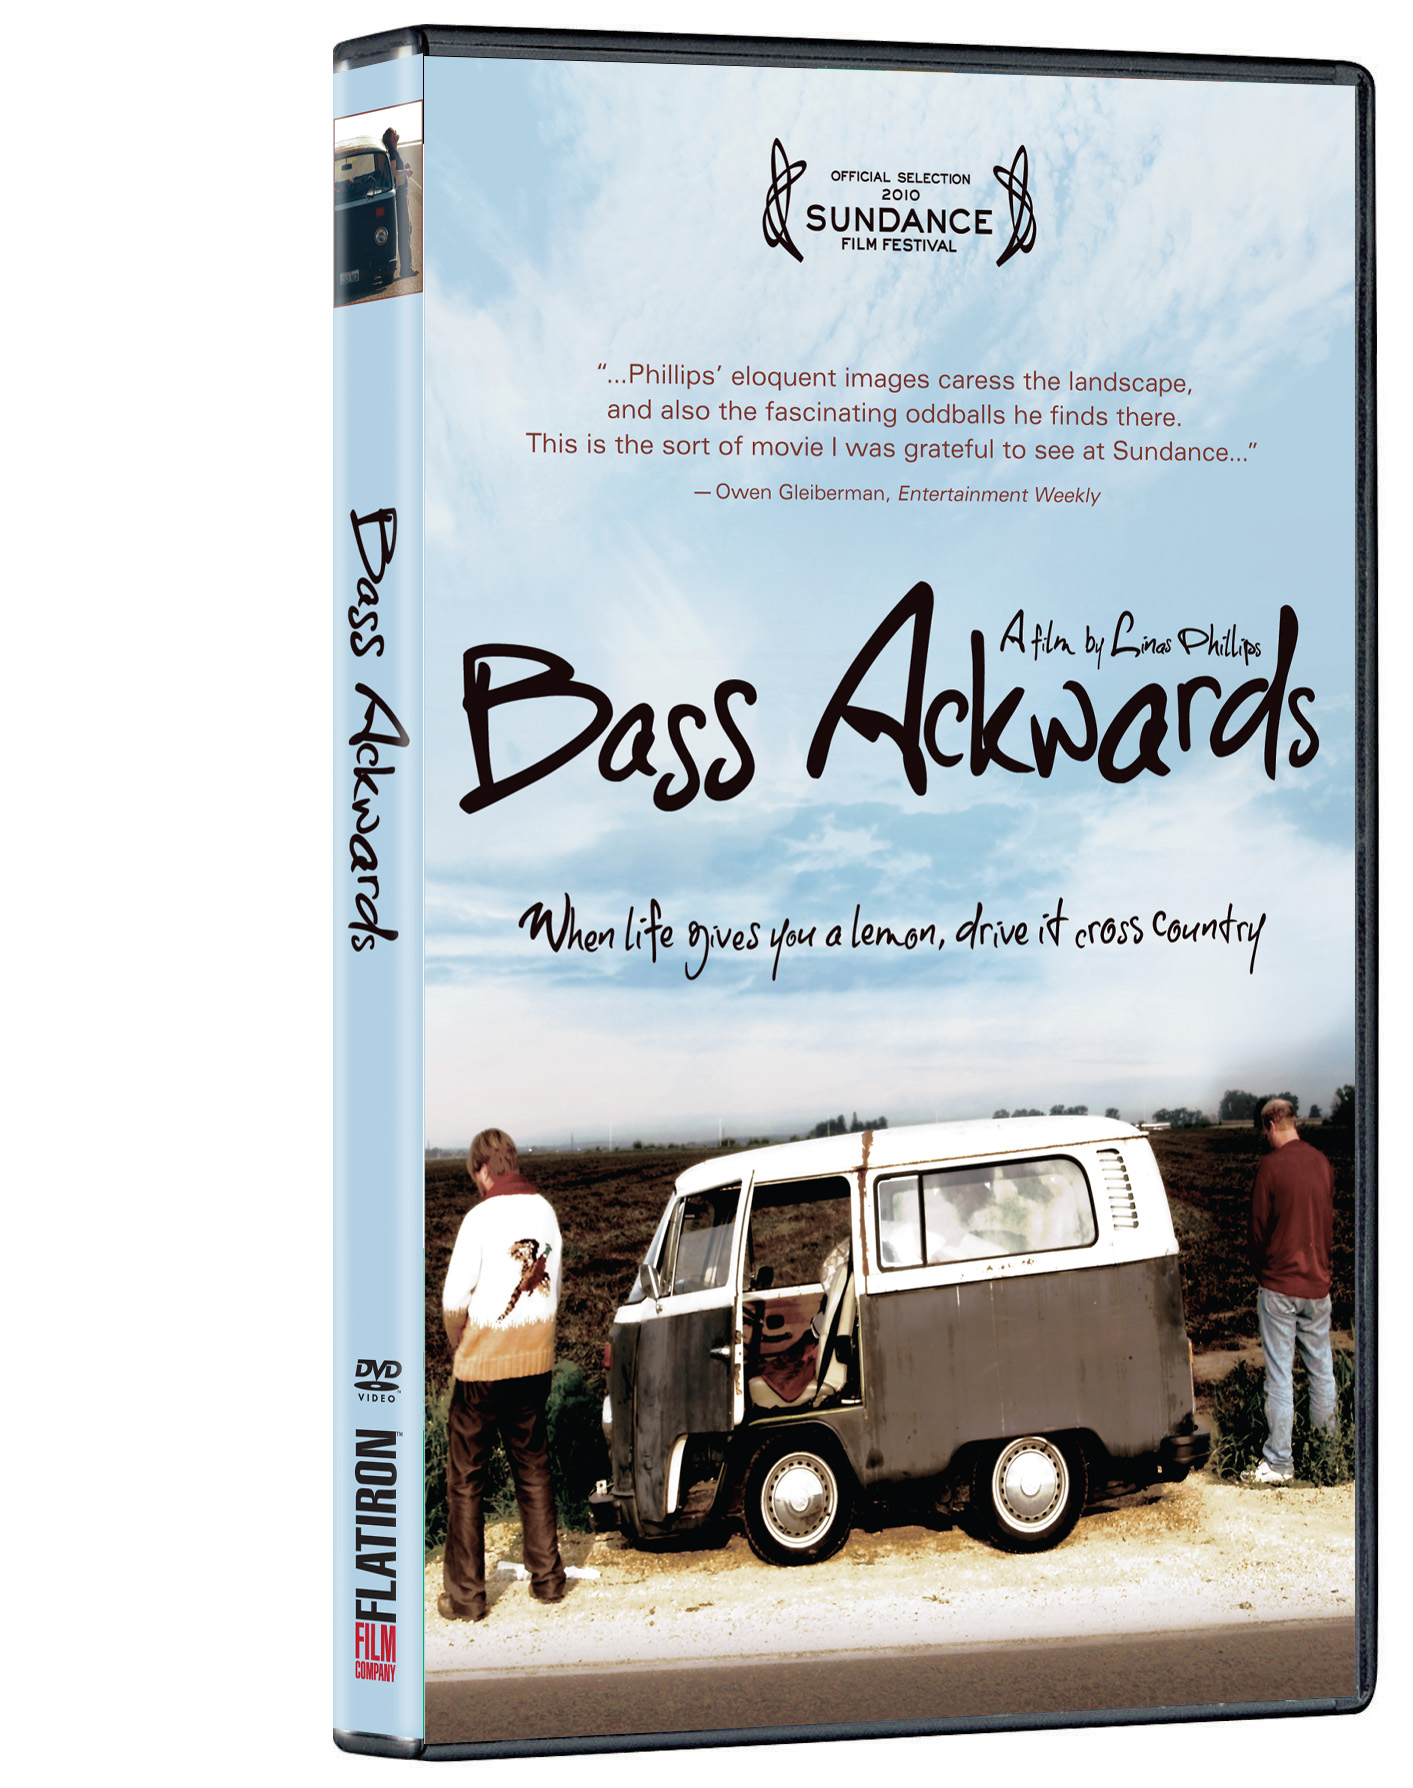 OFFICIAL SELECTION
2010
SUNDANCE
FILM FESTIVAL
“...Phillips’ eloquent images caress the landscape,
and also the fascinating oddballs he finds there.
This is the sort of movie I was grateful to see at Sundance...”
— Owen Gleiberman, Entertainment Weekly
A film by Linas Phillips
Bass Ackwards
When life gives you a lemon, drive it cross country
Bass Ackwards
DVD
VIDEO
FLATIRON™
FILM
COMPANY